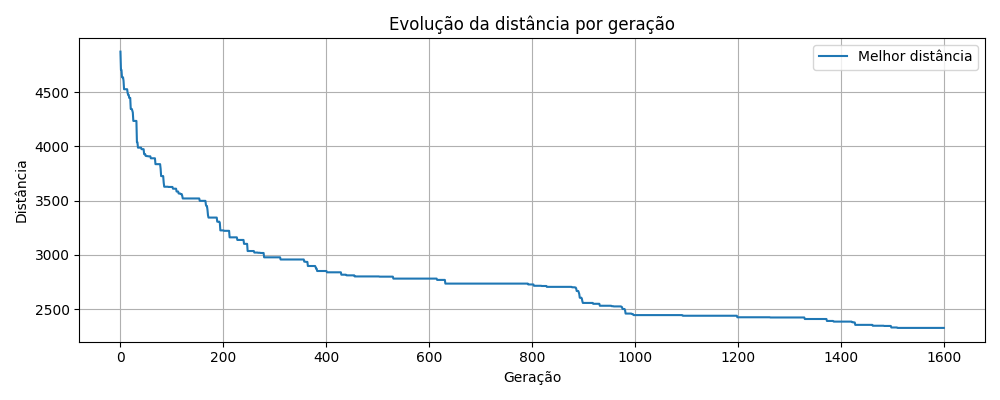 Evolução da distância por geração
Melhor distância
Distância
4500
4000
3500
3000
2500
0 200 400 600 800 1000 1200 1400 1600
Geração